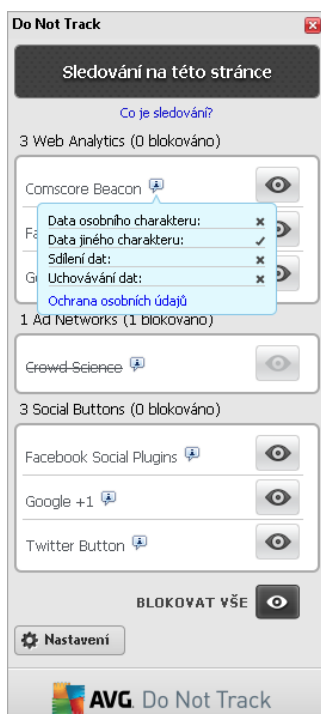 Do Not Track
Sledování na této stránce
Co je sledování?
3 Web Analytics (0 blokováno)
Comscore Beacon
Data osobního charakteru:
Data jiného charakteru:
Sdílení dat:
Uchovávání dat:
Ochrana osobních údajů
1 Ad Networks (1 blokováno)
Crowd Science
3 Social Buttons (0 blokováno)
Facebook Social Plugins
Google +1
Twitter Button
BLOKOVAT VŠE
Nastavení
AVG. Do Not Track